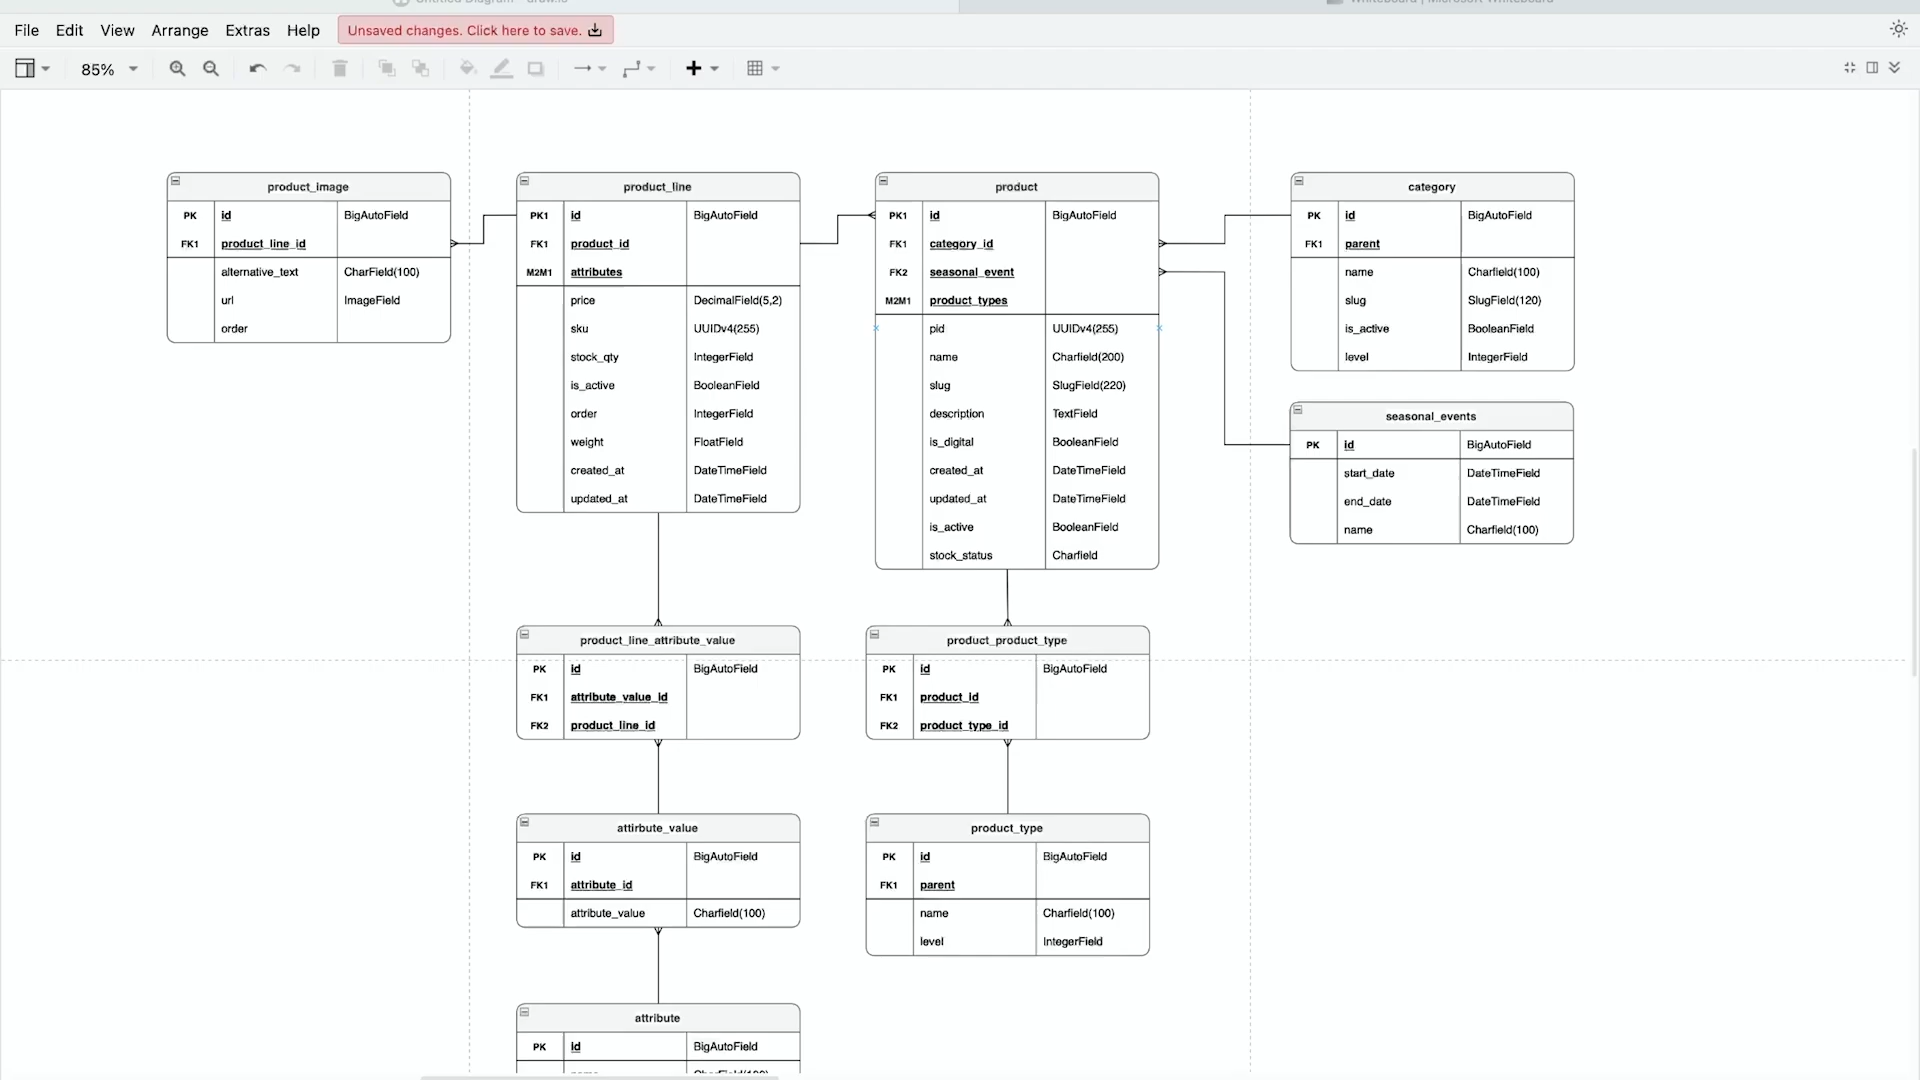 File Edit View Arrange Extras Help Unsaved changes. Click here to save.
85%
product_image
PK id BigAutoField
FK1 product_line_id
alternative_text CharField(100)
url ImageField
order
product_line
PK1 id BigAutoField
FK1 product_id
M2M1 attributes
price DecimalField(5,2)
sku UUIDv4(255)
stock_qty IntegerField
is_active BooleanField
order IntegerField
weight FloatField
created_at DateTimeField
updated_at DateTimeField
product
PK1 id BigAutoField
FK1 category_id
FK2 seasonal_event
M2M1 product_types
pid UUIDv4(255)
name Charfield(200)
slug SlugField(220)
description TextField
is_digital BooleanField
created_at DateTimeField
updated_at DateTimeField
is_active BooleanField
stock_status Charfield
category
PK id BigAutoField
FK1 parent
name Charfield(100)
slug SlugField(120)
is_active BooleanField
level IntegerField
seasonal_events
PK id BigAutoField
start_date DateTimeField
end_date DateTimeField
name Charfield(100)
product_line_attribute_value
PK id BigAutoField
FK1 attribute_value_id
FK2 product_line_id
product_product_type
PK id BigAutoField
FK1 product_id
FK2 product_type_id
attirbute_value
PK id BigAutoField
FK1 attribute_id
attribute_value Charfield(100)
product_type
PK id BigAutoField
FK1 parent
name Charfield(100)
level IntegerField
attribute
PK id BigAutoField